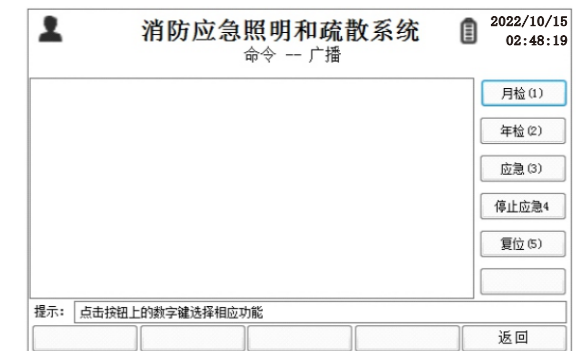 消防应急照明和疏散系统
命令 -- 广播
2022/10/15
02:48:19
月检(1)
年检(2)
应急(3)
停止应急4
复位(5)
提示: 点击按钮上的数字键选择相应功能
返回